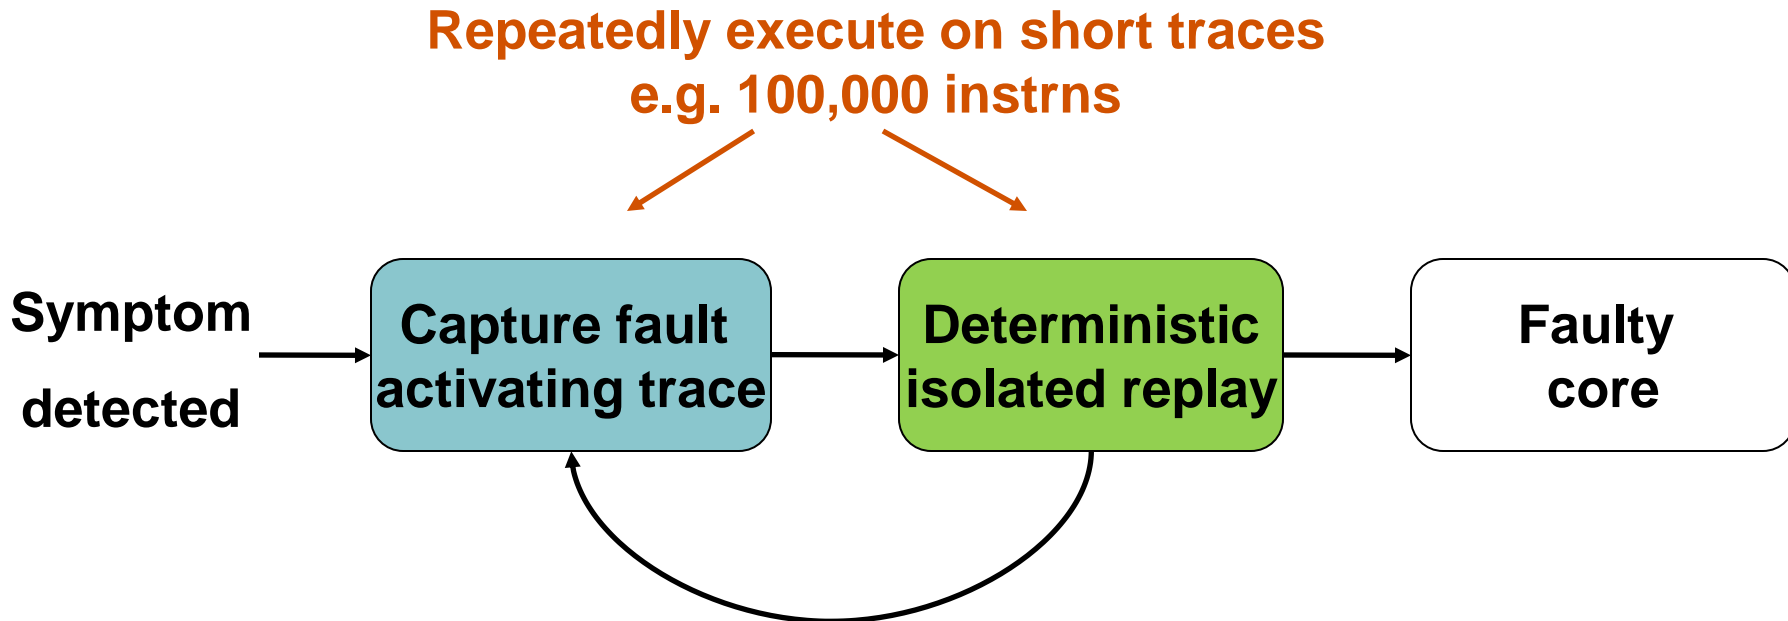 Repeatedly execute on short traces
e.g. 100,000 instrns
Symptom
detected
Capture fault
activating trace
Deterministic
isolated replay
Faulty
core